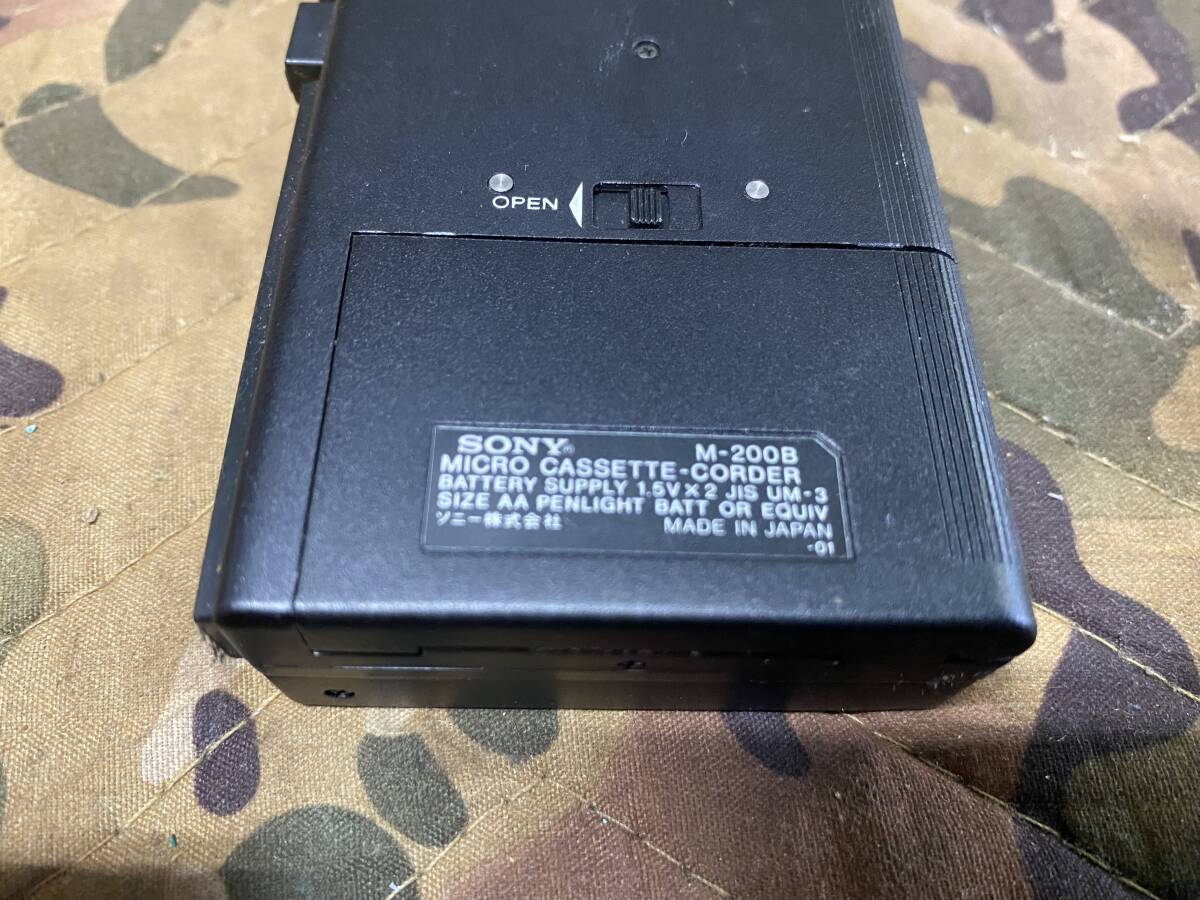 OPEN
SONY® M-200B
MICRO CASSETTE-CORDER
BATTERY SUPPLY 1.5V×2 JIS UM-3
SIZE AA PENLIGHT BATT OR EQUIV
ソニー株式会社 MADE IN JAPAN
-01